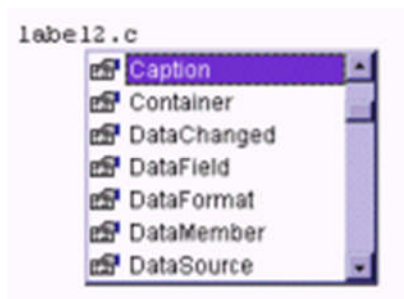 label2.c
Caption
Container
DataChanged
DataField
DataFormat
DataMember
DataSource